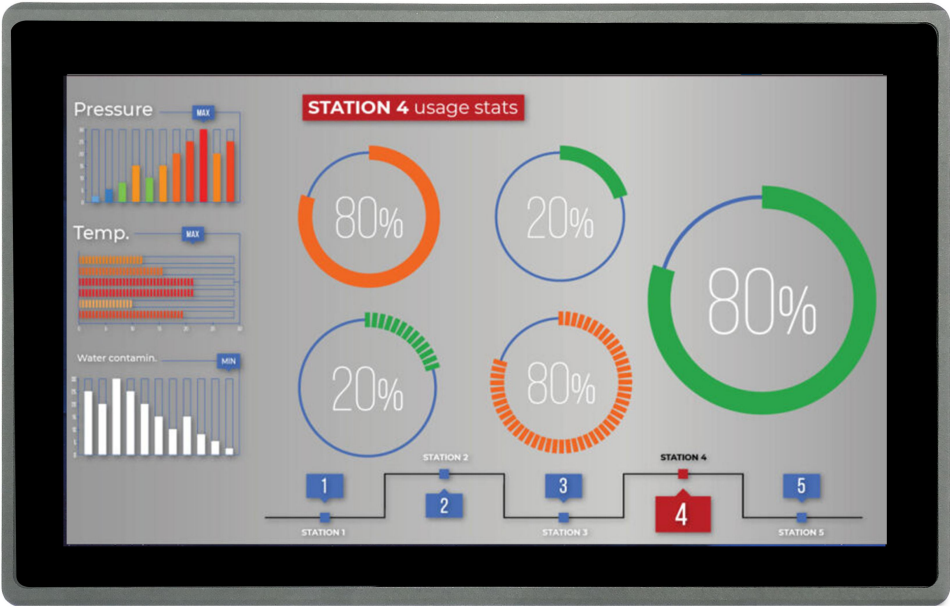 Pressure
MAX
Temp.
MAX
Water contamin.
MIN
STATION 4 usage stats
80%
20%
80%
20%
80%
STATION 2
STATION 4
1
3
5
2
4
STATION 1
STATION 3
STATION 5